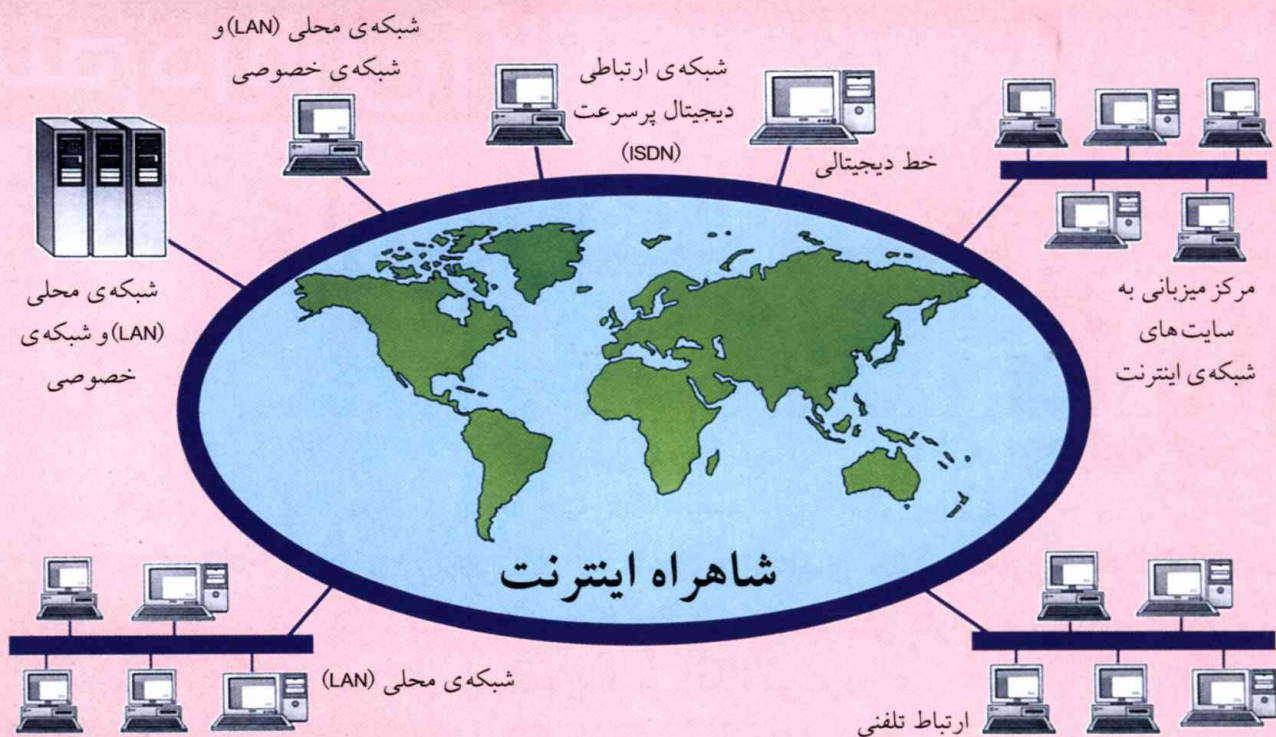 شبکه‌ی محلی (LAN) و
شبکه‌ی خصوصی
شبکه‌ی ارتباطی
دیجیتال پرسرعت
(ISDN)
خط دیجیتالی
مرکز میزبانی به
سایت‌های
شبکه‌ی اینترنت
شبکه‌ی محلی
(LAN) و شبکه‌ی
خصوصی
شاهراه اینترنت
شبکه‌ی محلی (LAN)
ارتباط تلفنی